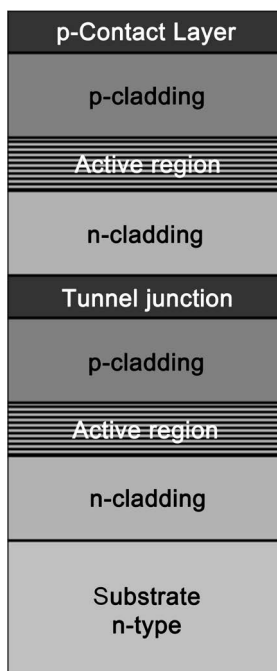 p-Contact Layer
p-cladding
Active region
n-cladding
Tunnel junction
p-cladding
Active region
n-cladding
Substrate
n-type